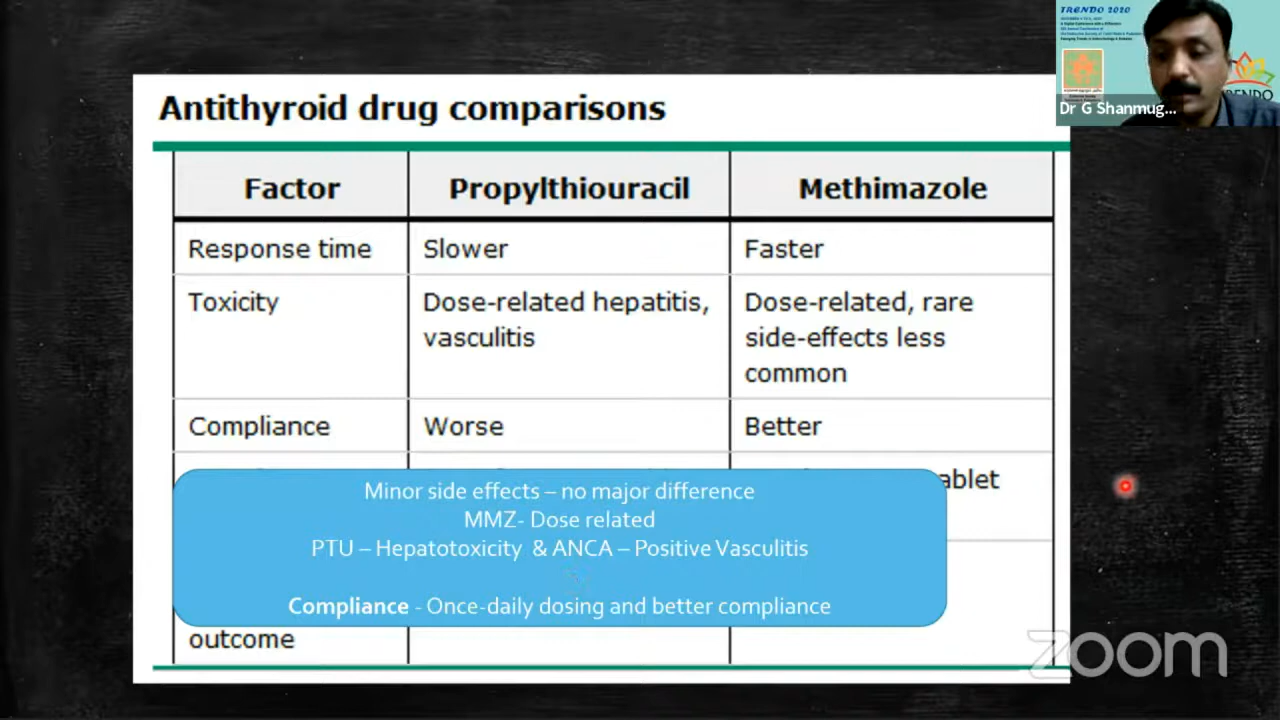 TRENDO 2020
Dr G Shanmug...
Antithyroid drug comparisons
Factor Propylthiouracil Methimazole
Response time Slower Faster
Toxicity Dose-related hepatitis, vasculitis Dose-related, rare side-effects less common
Compliance Worse Better
ablet
Minor side effects – no major difference
MMZ- Dose related
PTU – Hepatotoxicity & ANCA – Positive Vasculitis
Compliance - Once-daily dosing and better compliance
outcome
zoom